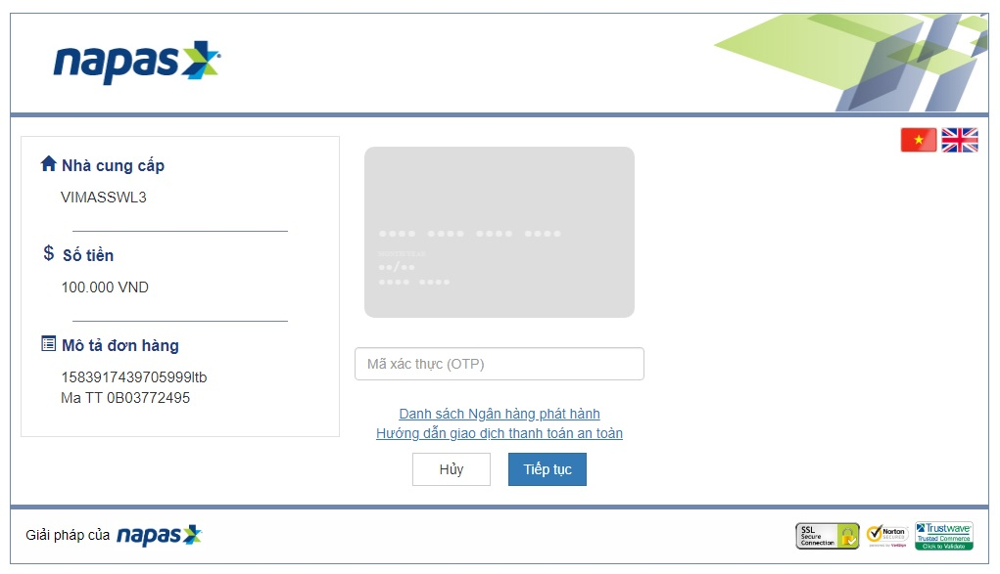 napas
Nhà cung cấp
VIMASSWL3
$ Số tiền
100.000 VND
Mô tả đơn hàng
1583917439705999ltb
Ma TT 0B03772495
•••• •••• •••• ••••
••/••
•••• ••••
Mã xác thực (OTP)
Danh sách Ngân hàng phát hành
Hướng dẫn giao dịch thanh toán an toàn
Hủy
Tiếp tục
Giải pháp của napas
SSL
Secure
Connection
Norton
SECURED
Trustwave
Trusted Commerce
Click to Validate